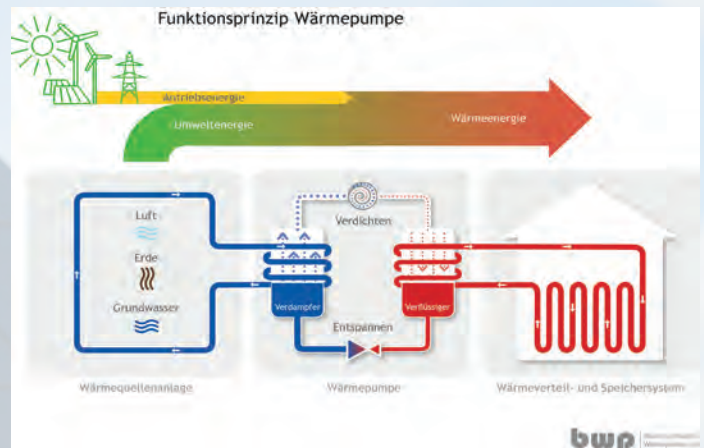 Funktionsprinzip Wärmepumpe
Antriebsenergie
Umweltenergie
Wärmeenergie
Luft
Erde
Grundwasser
Verdichten
Verdampfer
Verflüssiger
Entspannen
Wärmequellenanlage
Wärmepumpe
Wärmeverteil- und Speichersystem
bwp